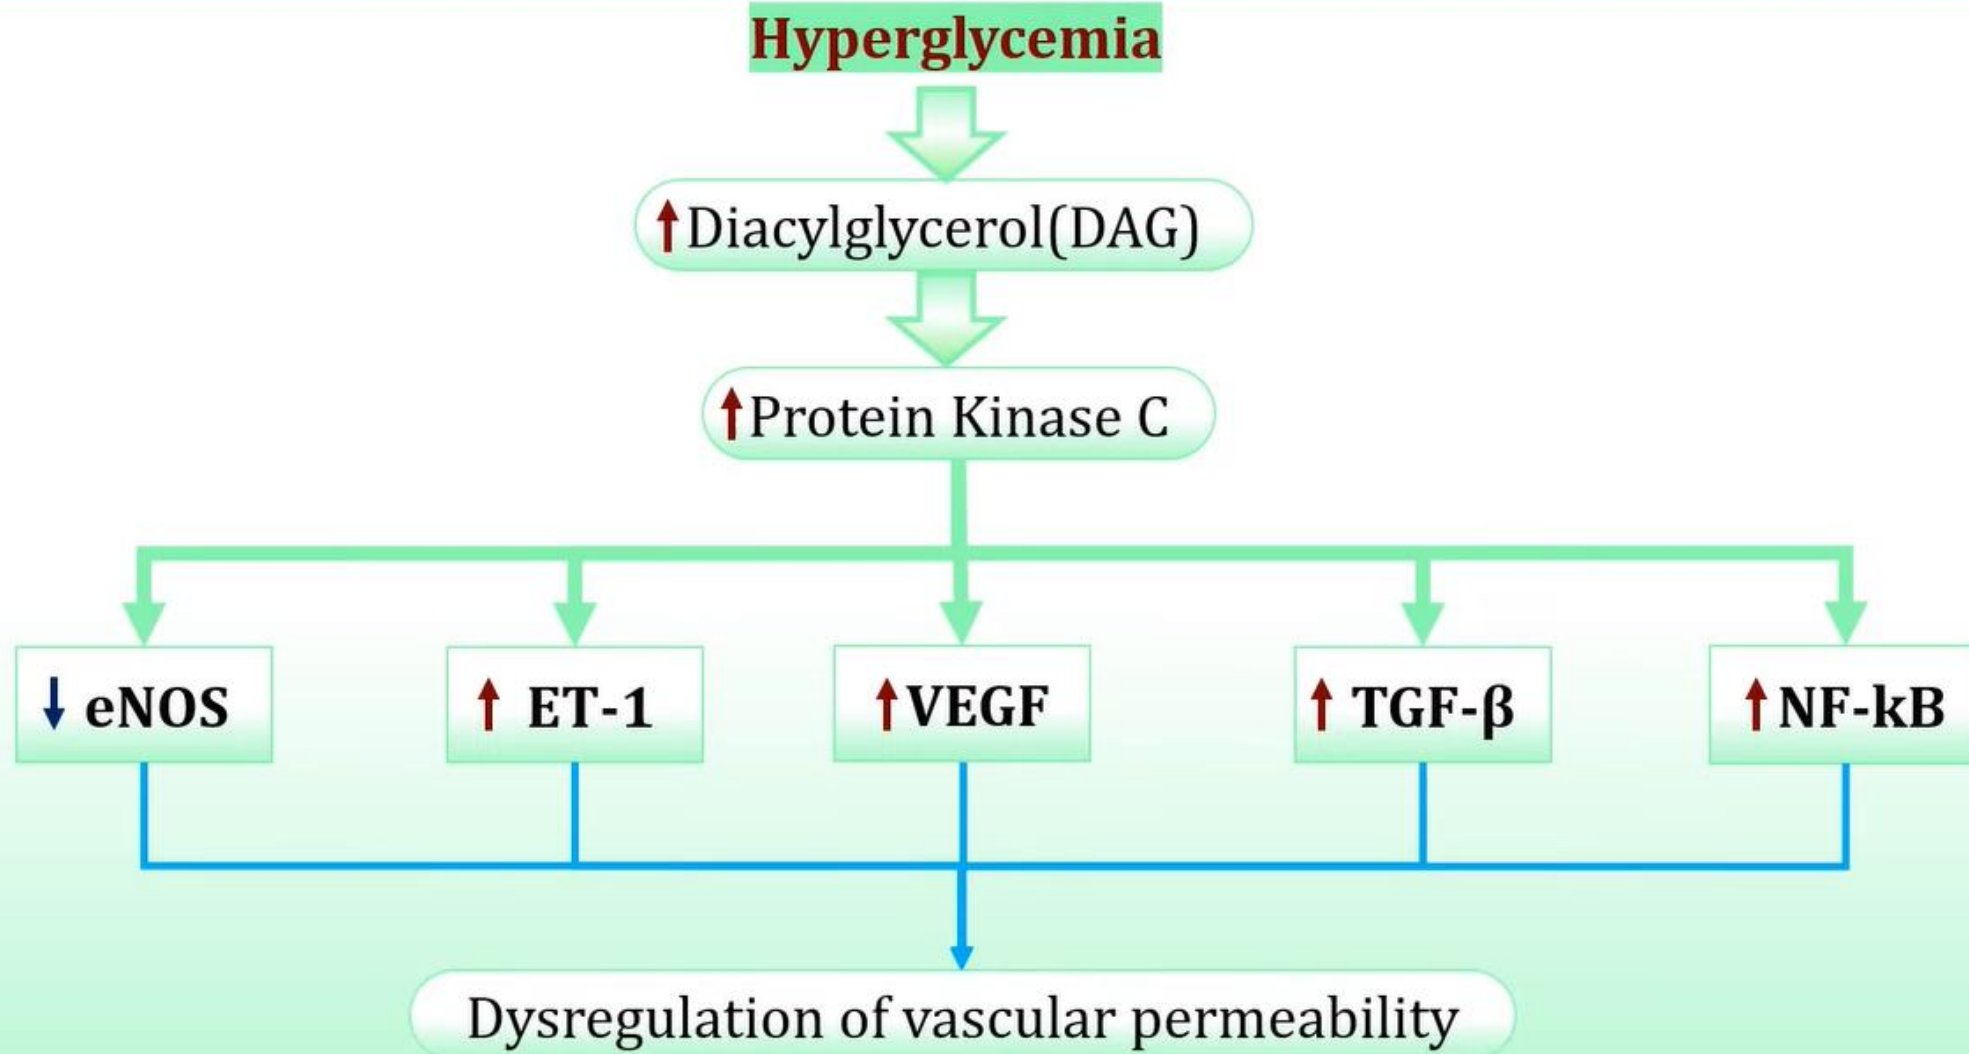 Hyperglycemia
↑Diacylglycerol(DAG)
↑Protein Kinase C
↓ eNOS
↑ ET-1
↑VEGF
↑ TGF-β
↑NF-kB
Dysregulation of vascular permeability